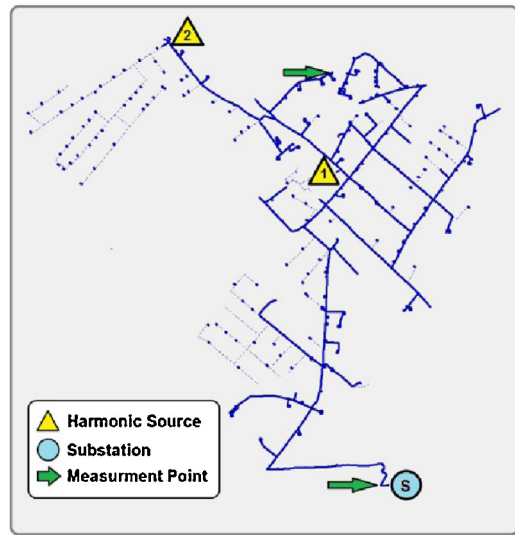 2
1
Harmonic Source
Substation
Measurment Point
S